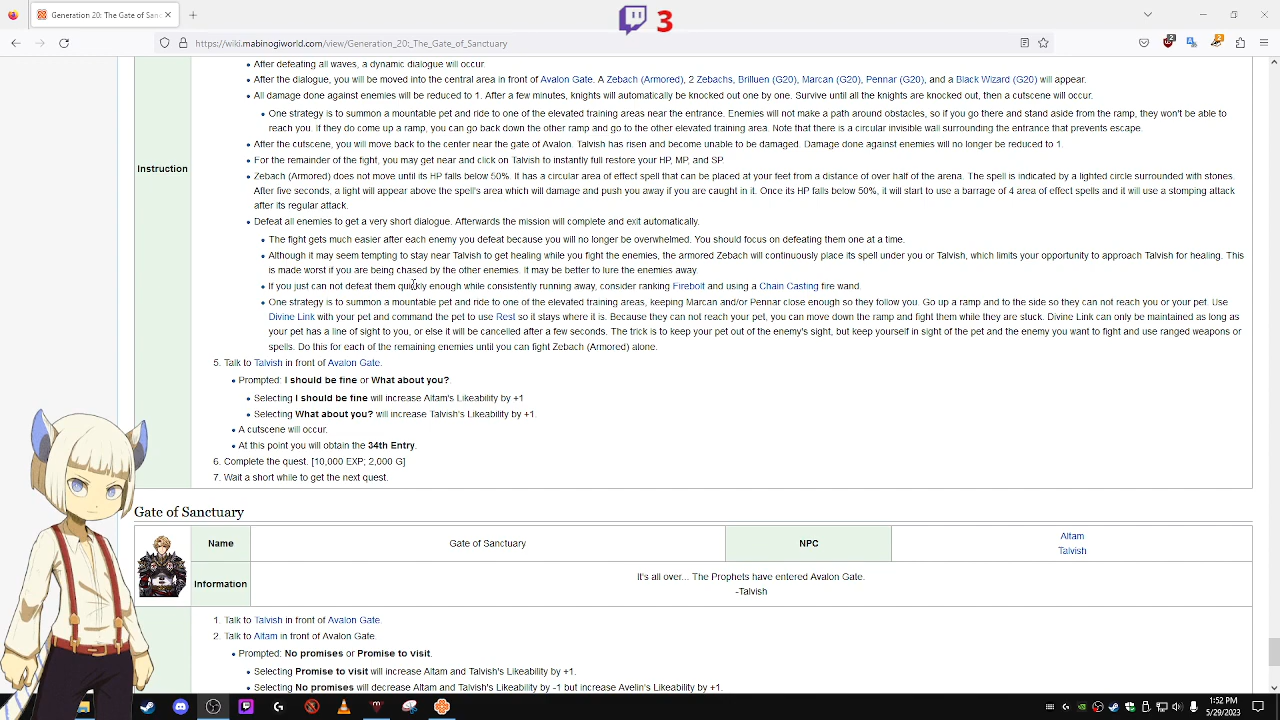 Generation 20: The Gate of Sanc
3
https://wiki.mabinogiworld.com/view/Generation_20:_The_Gate_of_Sanctuary
After defeating all waves, a dynamic dialogue will occur.
After the dialogue, you will be moved into the central area in front of Avalon Gate. A Zebach (Armored), 2 Zebachs, Brilluen (G20), Marcan (G20), Pennar (G20), and a Black Wizard (G20) will appear.
All damage done against enemies will be reduced to 1. After a few minutes, knights will automatically be knocked out one by one. Survive until all the knights are knocked out, then a cutscene will occur.
One strategy is to summon a mountable pet and ride to one of the elevated training areas near the entrance. Enemies will not make a path around obstacles, so if you go there and stand aside from the ramp, they won't be able to
reach you. If they do come up a ramp, you can go back down the other ramp and go to the other elevated training area. Note that there is a circular invisible wall surrounding the entrance that prevents escape.
After the cutscene, you will move back to the center near the gate of Avalon. Talvish has risen and become unable to be damaged. Damage done against enemies will no longer be reduced to 1.
Instruction
For the remainder of the fight, you may get near and click on Talvish to instantly full restore your HP, MP, and SP.
Zebach (Armored) does not move until its HP falls below 50%. It has a circular area of effect spell that can be placed at your feet from a distance of over half of the arena. The spell is indicated by a lighted circle surrounded with stones.
After five seconds, a light will appear above the spell's area which will damage and push you away if you are caught in it. Once its HP falls below 50%, it will start to use a barrage of 4 area of effect spells and it will use a stomping attack
after its regular attack.
Defeat all enemies to get a very short dialogue. Afterwards the mission will complete and exit automatically.
The fight gets much easier after each enemy you defeat because you will no longer be overwhelmed. You should focus on defeating them one at a time.
Although it may seem tempting to stay near Talvish to get healing while you fight the enemies, the armored Zebach will continuously place its spell under you or Talvish, which limits your opportunity to approach Talvish for healing. This
is made worst if you are being chased by the other enemies. It may be better to lure the enemies away.
If you just can not defeat them quickly enough while consistently running away, consider ranking Firebolt and using a Chain Casting fire wand.
One strategy is to summon a mountable pet and ride to one of the elevated training areas, keeping Marcan and/or Pennar close enough so they follow you. Go up a ramp and to the side so they can not reach you or your pet. Use
Divine Link with your pet and command the pet to use Rest so it stays where it is. Because they can not reach your pet, you can move down the ramp and fight them while they are stuck. Divine Link can only be maintained as long as
your pet has a line of sight to you, or else it will be cancelled after a few seconds. The trick is to keep your pet out of the enemy's sight, but keep yourself in sight of the pet and the enemy you want to fight and use ranged weapons or
spells. Do this for each of the remaining enemies until you can fight Zebach (Armored) alone.
5. Talk to Talvish in front of Avalon Gate.
Prompted: I should be fine or What about you?.
Selecting I should be fine will increase Altam's Likeability by +1
Selecting What about you? will increase Talvish's Likeability by +1.
A cutscene will occur.
At this point you will obtain the 34th Entry.
6. Complete the quest. [10,000 EXP; 2,000 G]
7. Wait a short while to get the next quest.
Gate of Sanctuary
Name
Gate of Sanctuary
NPC
Altam
Talvish
Information
It's all over... The Prophets have entered Avalon Gate.
-Talvish
1. Talk to Talvish in front of Avalon Gate.
2. Talk to Altam in front of Avalon Gate.
Prompted: No promises or Promise to visit.
Selecting Promise to visit will increase Altam and Talvish's Likeability by +1.
Selecting No promises will decrease Altam and Talvish's Likeability by -1 but increase Avelin's Likeability by +1.
1:52 PM
5/29/2023